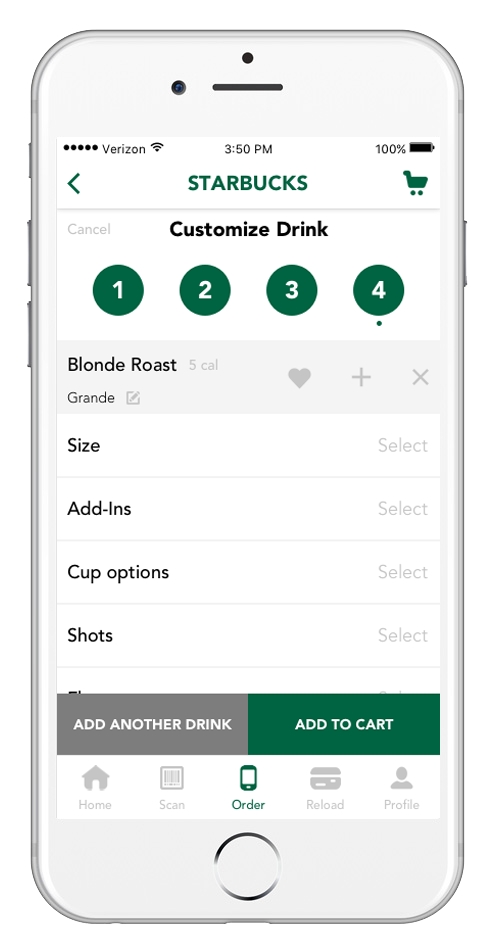 Verizon 3:50 PM 100%
STARBUCKS
Cancel Customize Drink
1 2 3 4
Blonde Roast 5 cal
Grande
Size Select
Add-Ins Select
Cup options Select
Shots Select
ADD ANOTHER DRINK ADD TO CART
Home Scan Order Reload Profile